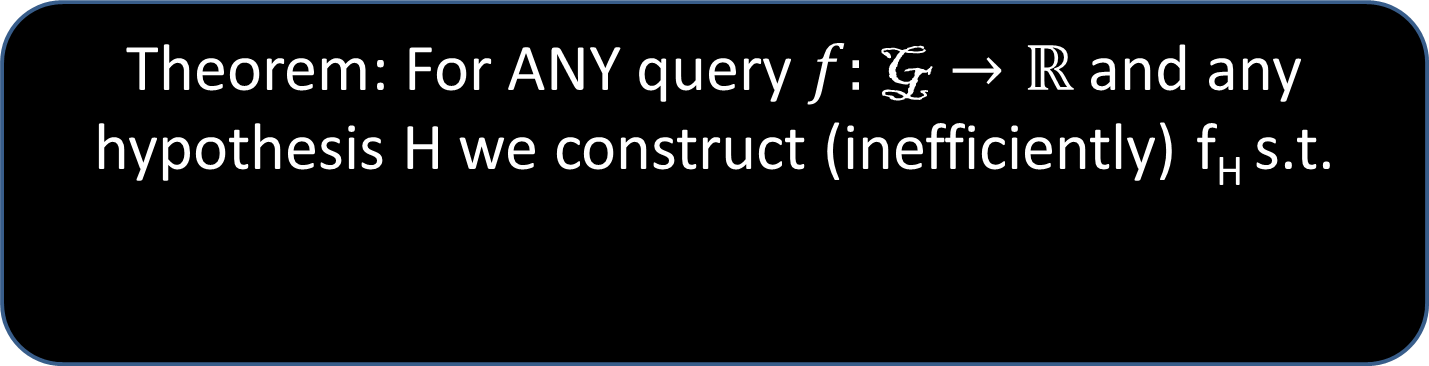 Theorem: For ANY query 𝑓: 𝒢 → ℝ and any
hypothesis H we construct (inefficiently) f_H s.t.